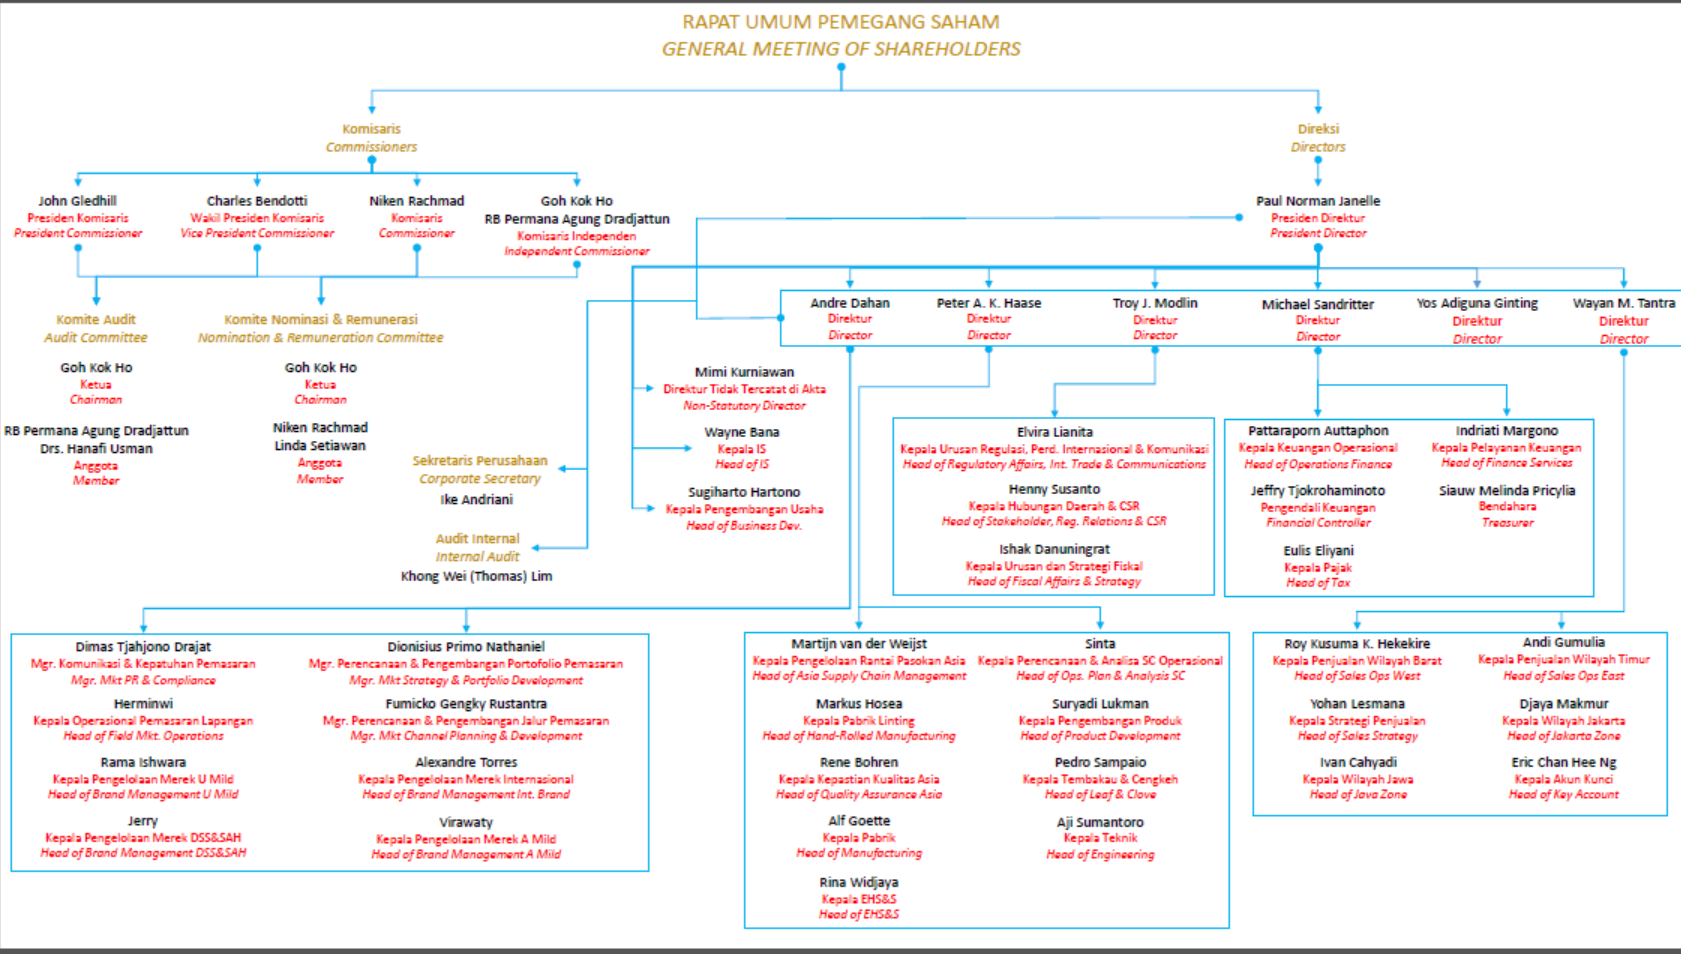 RAPAT UMUM PEMEGANG SAHAM
GENERAL MEETING OF SHAREHOLDERS
Komisaris
Commissioners
Direksi
Directors
John Gledhill
Presiden Komisaris
President Commissioner
Charles Bendotti
Wakil Presiden Komisaris
Vice President Commissioner
Niken Rachmad
Komisaris
Commissioner
Goh Kok Ho
RB Permana Agung Dradjattun
Komisaris Independen
Independent Commissioner
Paul Norman Janelle
Presiden Direktur
President Director
Komite Audit
Audit Committee
Goh Kok Ho
Ketua
Chairman
RB Permana Agung Dradjattun
Drs. Hanafi Usman
Anggota
Member
Komite Nominasi & Remunerasi
Nomination & Remuneration Committee
Goh Kok Ho
Ketua
Chairman
Niken Rachmad
Linda Setiawan
Anggota
Member
Andre Dahan
Direktur
Director
Peter A. K. Haase
Direktur
Director
Troy J. Modlin
Direktur
Director
Michael Sandritter
Direktur
Director
Yos Adiguna Ginting
Direktur
Director
Wayan M. Tantra
Direktur
Director
Sekretaris Perusahaan
Corporate Secretary
Ike Andriani
Audit Internal
Internal Audit
Khong Wei (Thomas) Lim
Mimi Kurniawan
Direktur Tidak Tercatat di Akta
Non-Statutory Director
Wayne Bana
Kepala IS
Head of IS
Sugiharto Hartono
Kepala Pengembangan Usaha
Head of Business Dev.
Elvira Lianita
Kepala Urusan Regulasi, Perd. Internasional & Komunikasi
Head of Regulatory Affairs, Int. Trade & Communications
Henny Susanto
Kepala Hubungan Daerah & CSR
Head of Stakeholder, Reg. Relations & CSR
Ishak Danuningrat
Kepala Urusan dan Strategi Fiskal
Head of Fiscal Affairs & Strategy
Pattaraporn Auttaphon
Kepala Keuangan Operasional
Head of Operations Finance
Jeffry Tjokrohaminoto
Pengendali Keuangan
Financial Controller
Eulis Eliyani
Kepala Pajak
Head of Tax
Indriati Margono
Kepala Pelayanan Keuangan
Head of Finance Services
Siauw Melinda Pricylia
Bendahara
Treasurer
Dimas Tjahjono Drajat
Mgr. Komunikasi & Kepatuhan Pemasaran
Mgr. Mkt PR & Compliance
Herminwi
Kepala Operasional Pemasaran Lapangan
Head of Field Mkt. Operations
Rama Ishwara
Kepala Pengelolaan Merek U Mild
Head of Brand Management U Mild
Jerry
Kepala Pengelolaan Merek DSS&SAH
Head of Brand Management DSS&SAH
Dionisius Primo Nathaniel
Mgr. Perencanaan & Pengembangan Portofolio Pemasaran
Mgr. Mkt Strategy & Portfolio Development
Fumicko Gengky Rustantra
Mgr. Perencanaan & Pengembangan Jalur Pemasaran
Mgr. Mkt Channel Planning & Development
Alexandre Torres
Kepala Pengelolaan Merek Internasional
Head of Brand Management Int. Brand
Virawaty
Kepala Pengelolaan Merek A Mild
Head of Brand Management A Mild
Martijn van der Weijst
Kepala Pengelolaan Rantai Pasokan Asia
Head of Asia Supply Chain Management
Markus Hosea
Kepala Pabrik Linting
Head of Hand-Rolled Manufacturing
Rene Bohren
Kepala Kepastian Kualitas Asia
Head of Quality Assurance Asia
Alf Goette
Kepala Pabrik
Head of Manufacturing
Rina Widjaya
Kepala EHS&S
Head of EHS&S
Sinta
Kepala Perencanaan & Analisa SC Operasional
Head of Ops. Plan & Analysis SC
Suryadi Lukman
Kepala Pengembangan Produk
Head of Product Development
Pedro Sampaio
Kepala Tembakau & Cengkeh
Head of Leaf & Clove
Aji Sumantoro
Kepala Teknik
Head of Engineering
Roy Kusuma K. Hekekire
Kepala Penjualan Wilayah Barat
Head of Sales Ops West
Yohan Lesmana
Kepala Strategi Penjualan
Head of Sales Strategy
Ivan Cahyadi
Kepala Wilayah Jawa
Head of Java Zone
Andi Gumulia
Kepala Penjualan Wilayah Timur
Head of Sales Ops East
Djaya Makmur
Kepala Wilayah Jakarta
Head of Jakarta Zone
Eric Chan Hee Ng
Kepala Akun Kunci
Head of Key Account